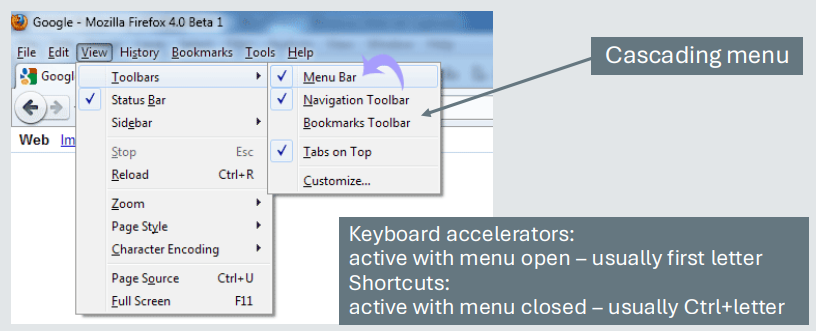 Google - Mozilla Firefox 4.0 Beta 1
File Edit View History Bookmarks Tools Help
Googl
Web Im
Toolbars
Status Bar
Sidebar
Stop Esc
Reload Ctrl+R
Zoom
Page Style
Character Encoding
Page Source Ctrl+U
Full Screen F11
Menu Bar
Navigation Toolbar
Bookmarks Toolbar
Tabs on Top
Customize...
Cascading menu
Keyboard accelerators:
active with menu open – usually first letter
Shortcuts:
active with menu closed – usually Ctrl+letter